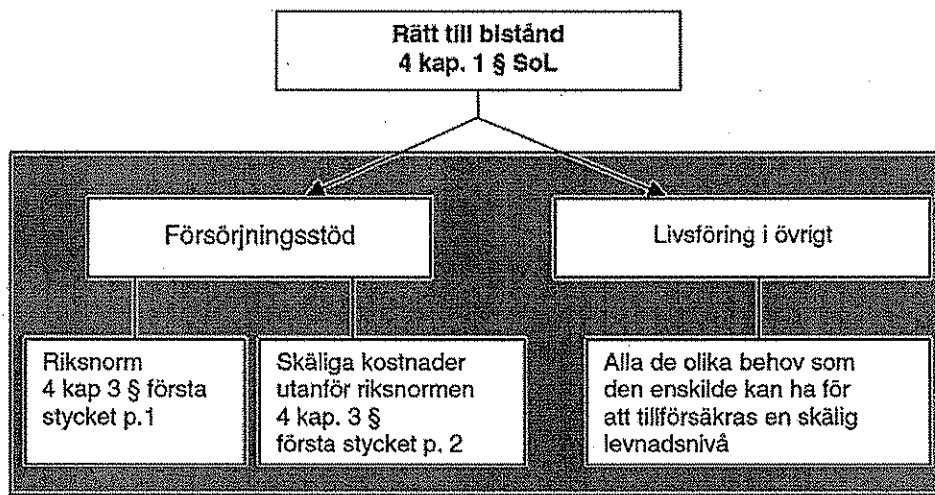 Rätt till bistånd
4 kap. 1 § SoL
Försörjningsstöd
Livsföring i övrigt
Riksnorm
4 kap 3 § första
stycket p.1
Skäliga kostnader
utanför riksnormen
4 kap. 3 §
första stycket p. 2
Alla de olika behov som
den enskilde kan ha för
att tillförsäkras en skälig
levnadsnivå